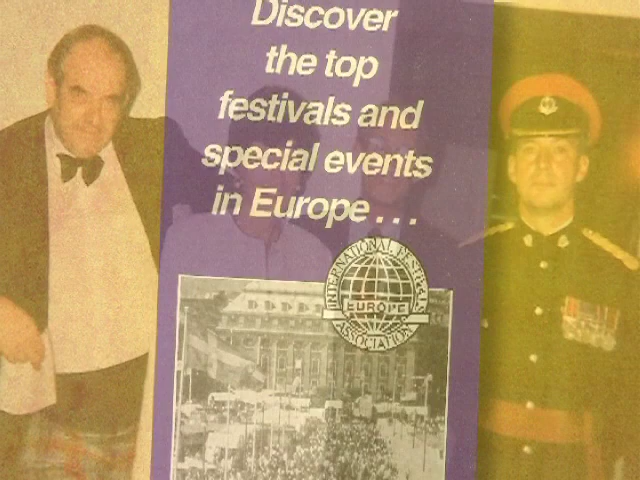 Discover
the top
festivals and
special events
in Europe...
INTERNATIONAL FESTIVALS
EUROPE
ASSOCIATION